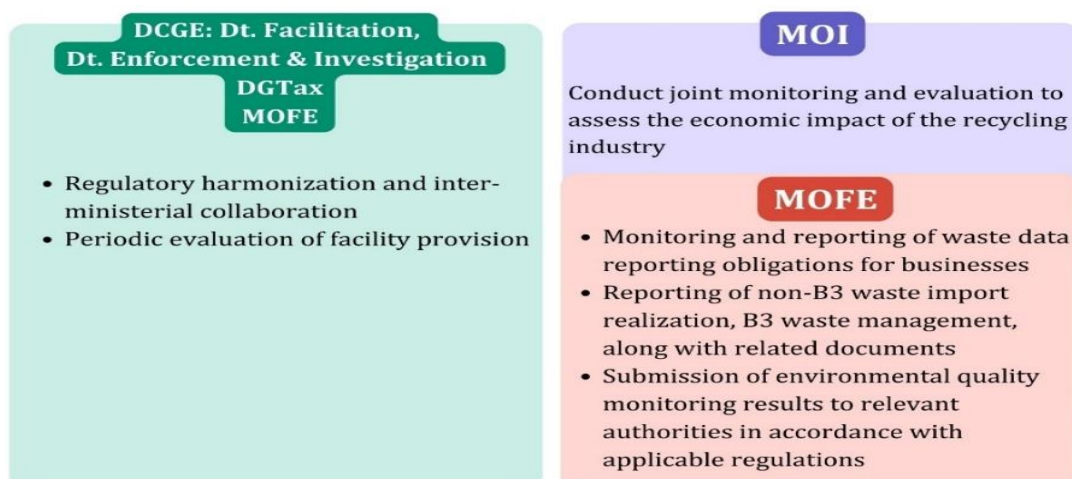 DCGE: Dt. Facilitation,
Dt. Enforcement & Investigation
DGTax
MOFE
• Regulatory harmonization and inter-
ministerial collaboration
• Periodic evaluation of facility provision
MOI
Conduct joint monitoring and evaluation to
assess the economic impact of the recycling
industry
MOFE
• Monitoring and reporting of waste data
reporting obligations for businesses
• Reporting of non-B3 waste import
realization, B3 waste management,
along with related documents
• Submission of environmental quality
monitoring results to relevant
authorities in accordance with
applicable regulations